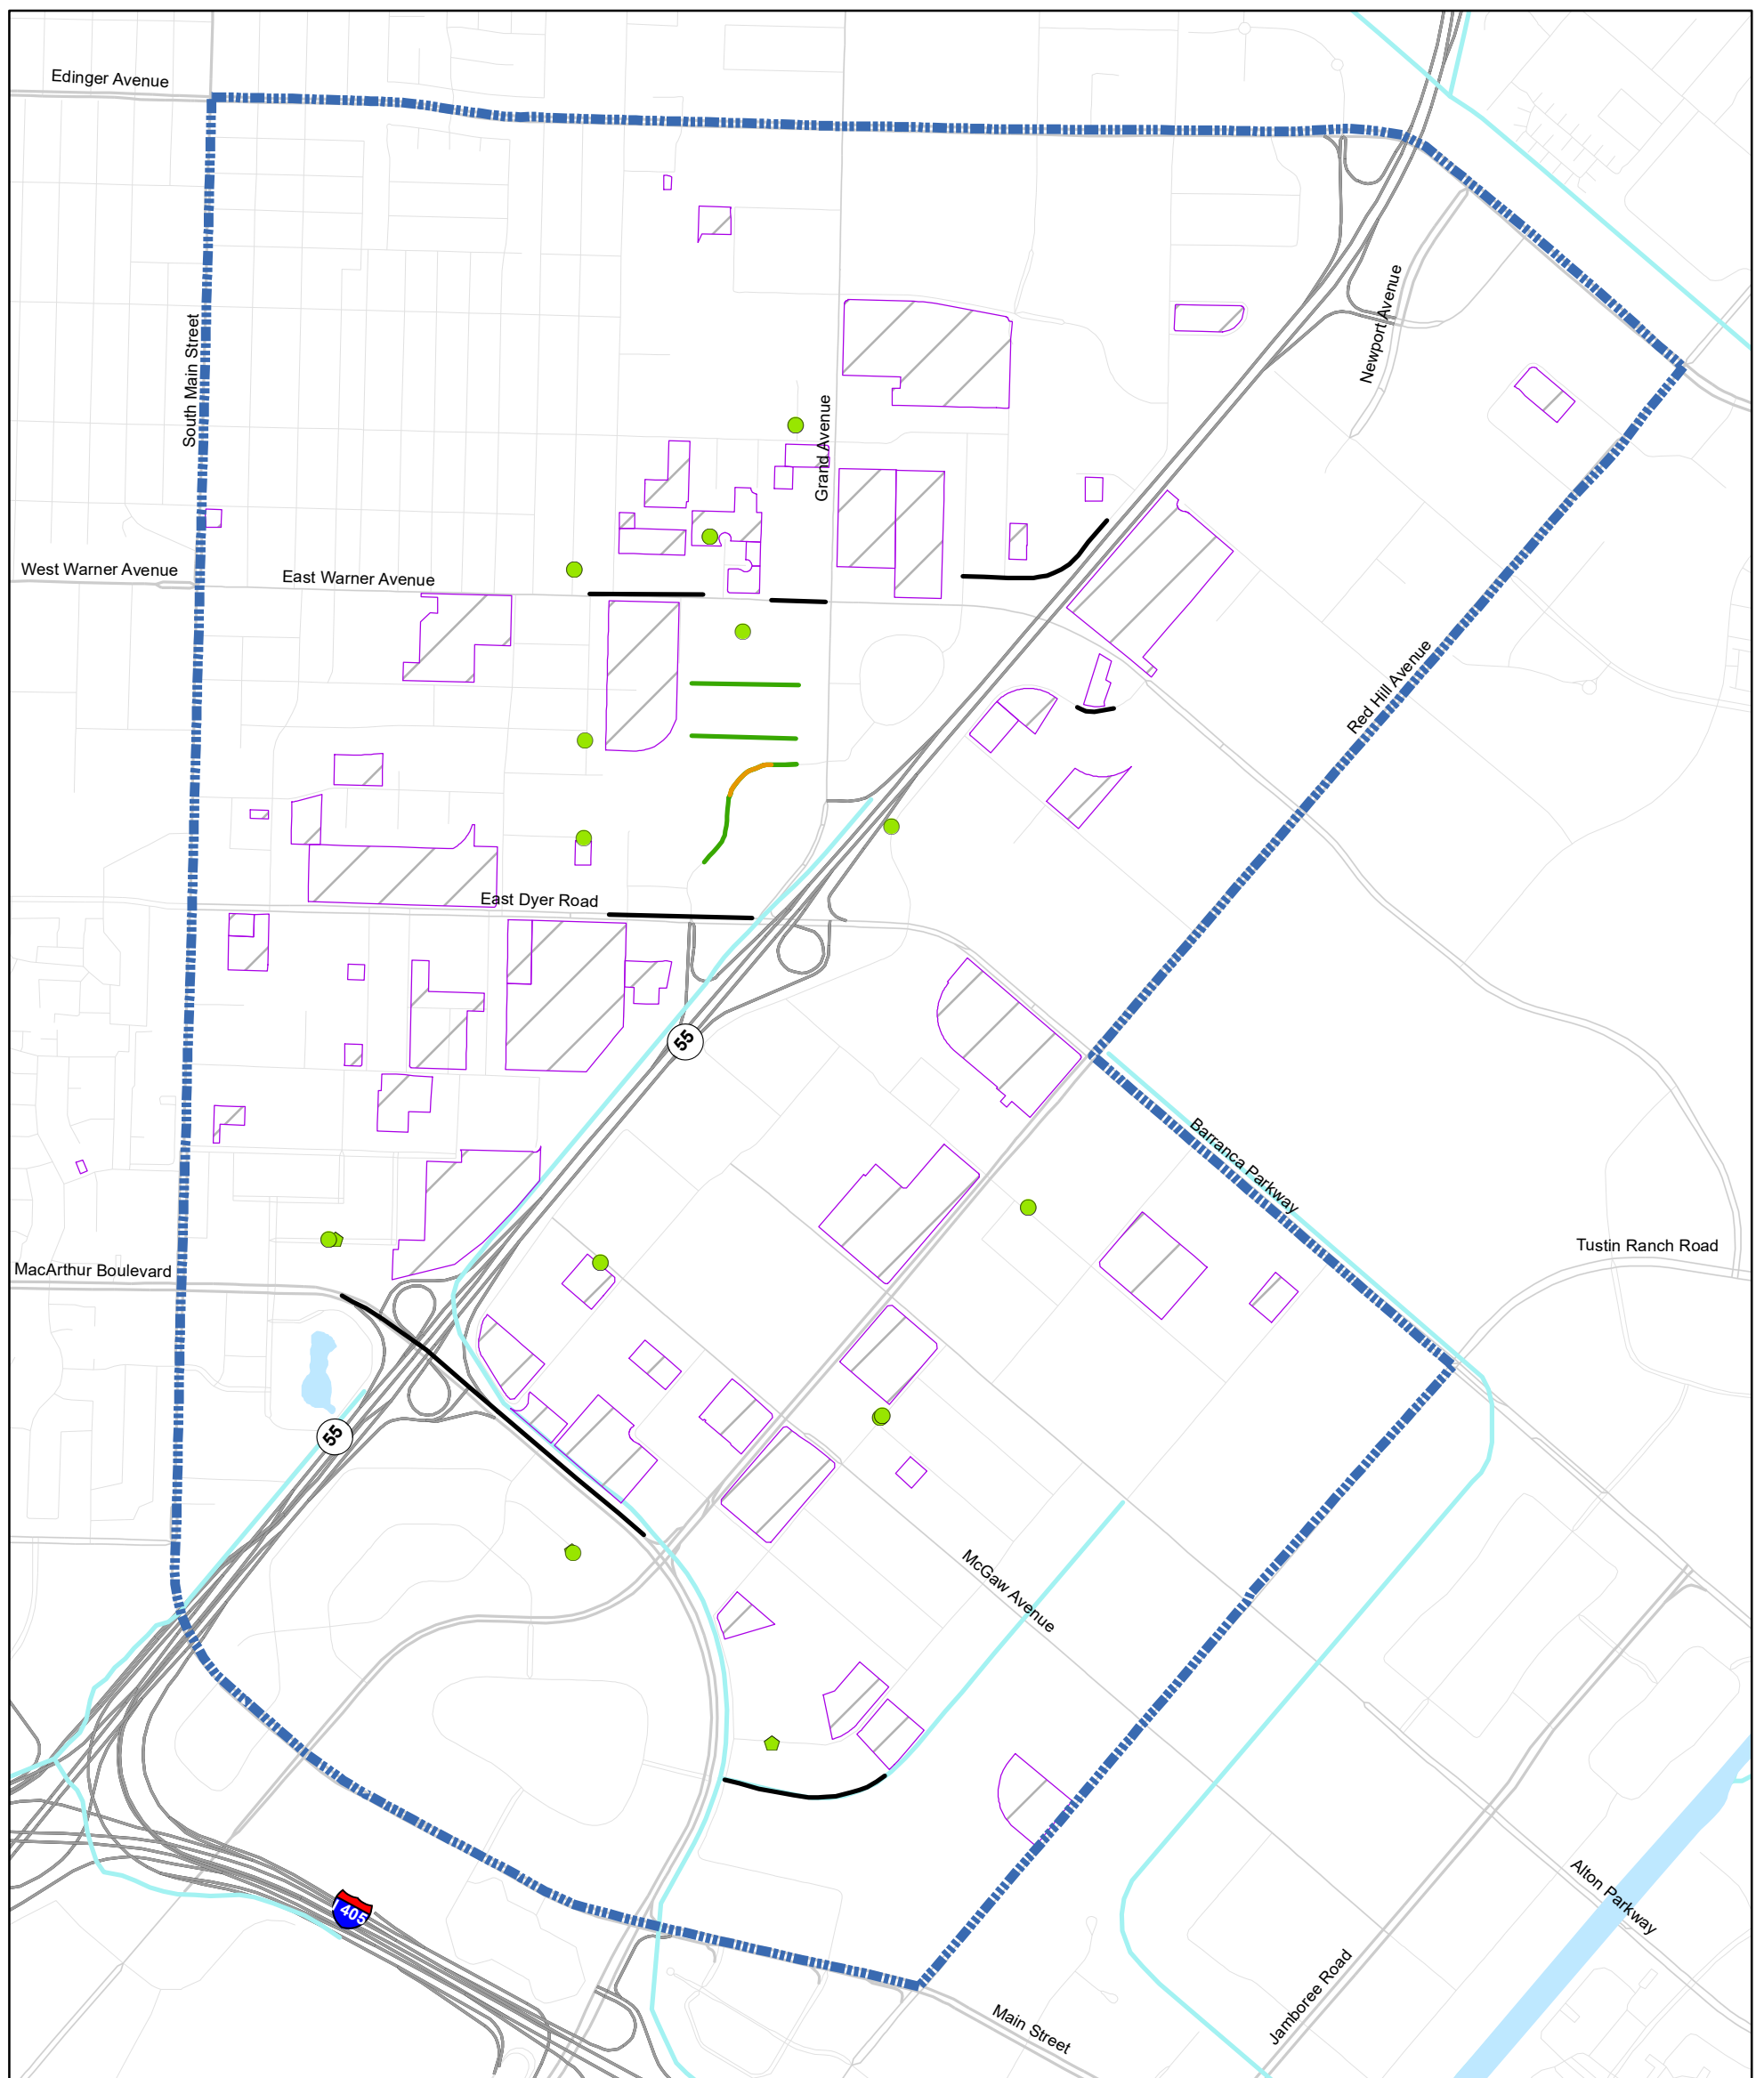 Edinger Avenue
Newport Avenue
South Main Street
Grand Avenue
West Warner Avenue
East Warner Avenue
Red Hill Avenue
East Dyer Road
55
Barranca Parkway
Tustin Ranch Road
MacArthur Boulevard
55
McGaw Avenue
Alton Parkway
405
Jamboree Road
Main Street